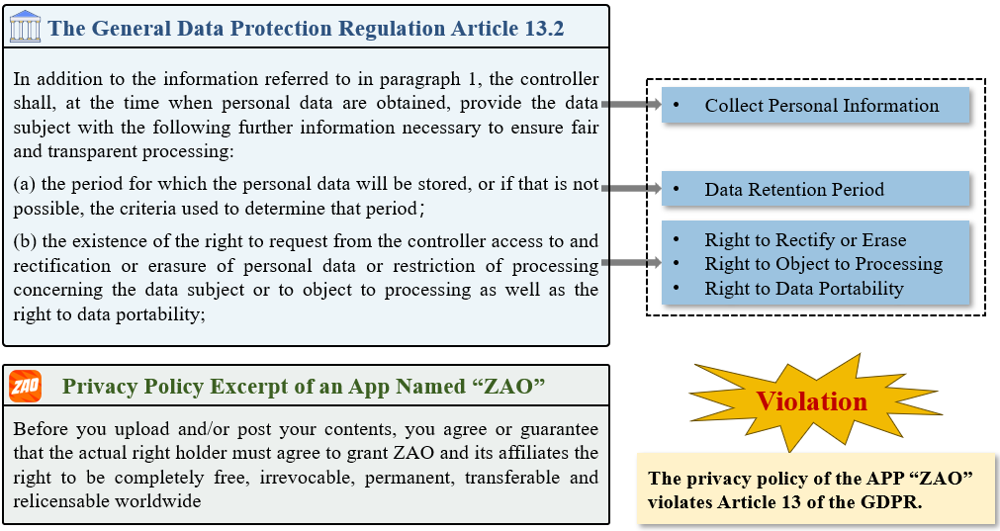 The General Data Protection Regulation Article 13.2
In addition to the information referred to in paragraph 1, the controller
shall, at the time when personal data are obtained, provide the data
subject with the following further information necessary to ensure fair
and transparent processing:
(a) the period for which the personal data will be stored, or if that is not
possible, the criteria used to determine that period；
(b) the existence of the right to request from the controller access to and
rectification or erasure of personal data or restriction of processing
concerning the data subject or to object to processing as well as the
right to data portability;
• Collect Personal Information
• Data Retention Period
• Right to Rectify or Erase
• Right to Object to Processing
• Right to Data Portability
ZAO
Privacy Policy Excerpt of an App Named “ZAO”
Before you upload and/or post your contents, you agree or guarantee
that the actual right holder must agree to grant ZAO and its affiliates the
right to be completely free, irrevocable, permanent, transferable and
relicensable worldwide
Violation
The privacy policy of the APP “ZAO”
violates Article 13 of the GDPR.